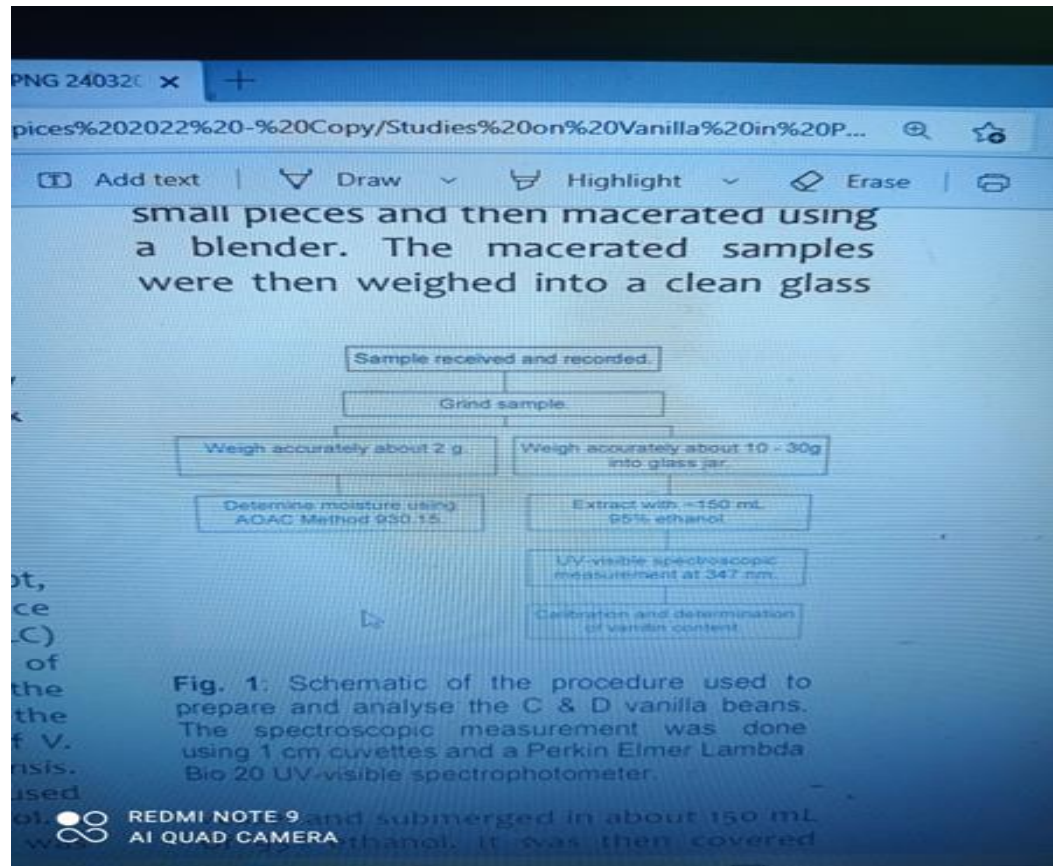 PNG 24032
pices%202022%20-%20Copy/Studies%20on%20Vanilla%20in%20P...
Add text
Draw
Highlight
Erase
small pieces and then macerated using
a blender. The macerated samples
were then weighed into a clean glass
Sample received and recorded.
Grind sample.
Weigh accurately about 2 g.
Weigh accurately about 10 - 30g
into glass jar.
Determine moisture using
AOAC Method 930.15.
Extract with ~150 mL
95% ethanol.
UV-visible spectroscopic
measurement at 347 nm.
Calibration and determination
of vanillin content.
ot,
ce
LC)
of
the
the
f V.
nsis.
used
Fig. 1: Schematic of the procedure used to
prepare and analyse the C & D vanilla beans.
The spectroscopic measurement was done
using 1 cm cuvettes and a Perkin Elmer Lambda
Bio 20 UV-visible spectrophotometer.
and submerged in about 150 mL
ethanol. It was then covered
REDMI NOTE 9
AI QUAD CAMERA